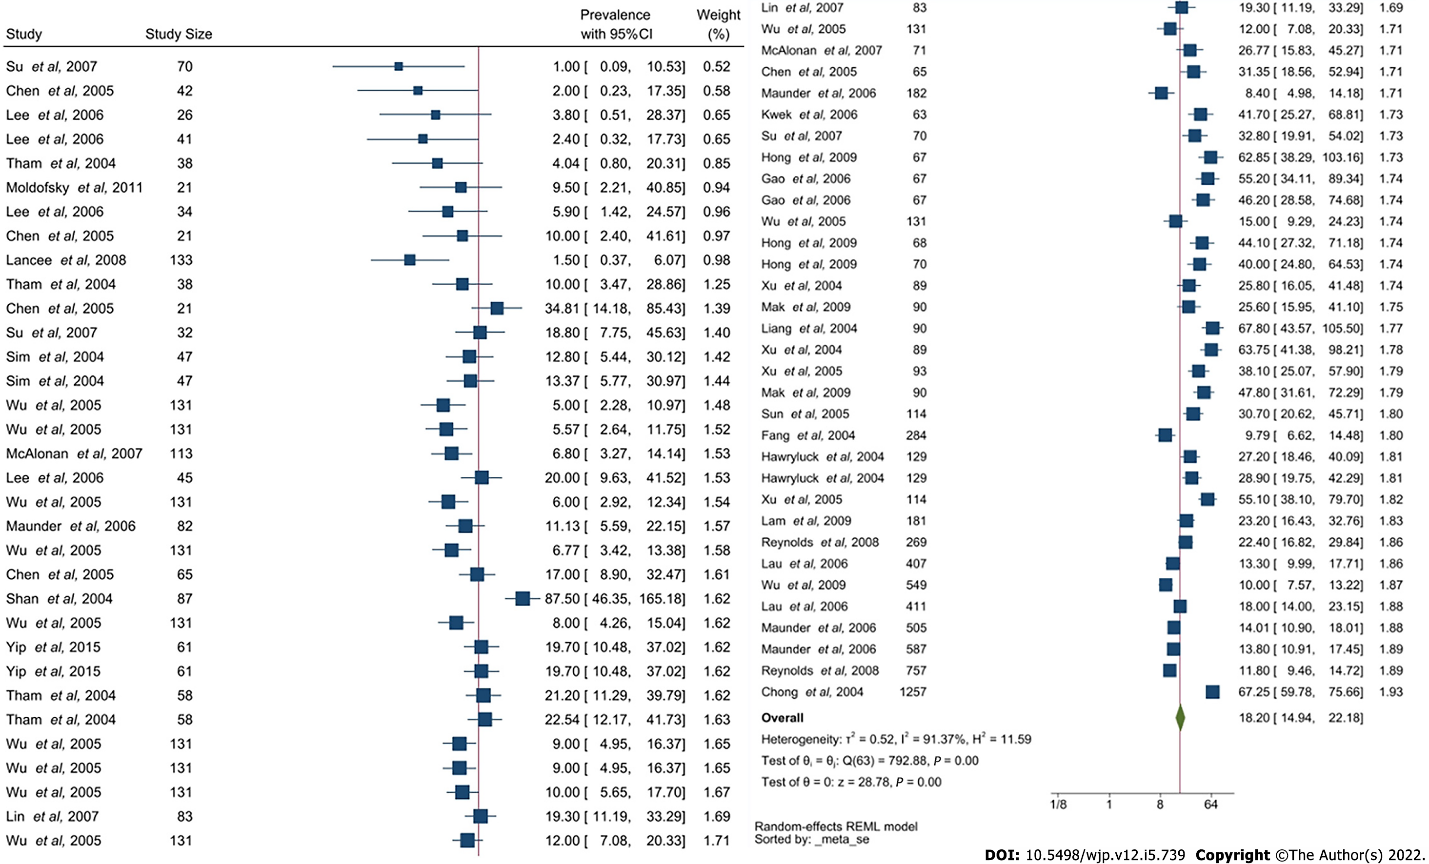 Prevalence Weight
Study Study Size with 95%CI (%)
Su et al, 2007 70 1.00 [ 0.09, 10.53] 0.52
Chen et al, 2005 42 2.00 [ 0.23, 17.35] 0.58
Lee et al, 2006 26 3.80 [ 0.51, 28.37] 0.65
Lee et al, 2006 41 2.40 [ 0.32, 17.73] 0.65
Tham et al, 2004 38 4.04 [ 0.80, 20.31] 0.85
Moldofsky et al, 2011 21 9.50 [ 2.21, 40.85] 0.94
Lee et al, 2006 34 5.90 [ 1.42, 24.57] 0.96
Chen et al, 2005 21 10.00 [ 2.40, 41.61] 0.97
Lancee et al, 2008 133 1.50 [ 0.37, 6.07] 0.98
Tham et al, 2004 38 10.00 [ 3.47, 28.86] 1.25
Chen et al, 2005 21 34.81 [ 14.18, 85.43] 1.39
Su et al, 2007 32 18.80 [ 7.75, 45.63] 1.40
Sim et al, 2004 47 12.80 [ 5.44, 30.12] 1.42
Sim et al, 2004 47 13.37 [ 5.77, 30.97] 1.44
Wu et al, 2005 131 5.00 [ 2.28, 10.97] 1.48
Wu et al, 2005 131 5.57 [ 2.64, 11.75] 1.52
McAlonan et al, 2007 113 6.80 [ 3.27, 14.14] 1.53
Lee et al, 2006 45 20.00 [ 9.63, 41.52] 1.53
Wu et al, 2005 131 6.00 [ 2.92, 12.34] 1.54
Maunder et al, 2006 82 11.13 [ 5.59, 22.15] 1.57
Wu et al, 2005 131 6.77 [ 3.42, 13.38] 1.58
Chen et al, 2005 65 17.00 [ 8.90, 32.47] 1.61
Shan et al, 2004 87 87.50 [ 46.35, 165.18] 1.62
Wu et al, 2005 131 8.00 [ 4.26, 15.04] 1.62
Yip et al, 2015 61 19.70 [ 10.48, 37.02] 1.62
Yip et al, 2015 61 19.70 [ 10.48, 37.02] 1.62
Tham et al, 2004 58 21.20 [ 11.29, 39.79] 1.62
Tham et al, 2004 58 22.54 [ 12.17, 41.73] 1.63
Wu et al, 2005 131 9.00 [ 4.95, 16.37] 1.65
Wu et al, 2005 131 9.00 [ 4.95, 16.37] 1.65
Wu et al, 2005 131 10.00 [ 5.65, 17.70] 1.67
Lin et al, 2007 83 19.30 [ 11.19, 33.29] 1.69
Wu et al, 2005 131 12.00 [ 7.08, 20.33] 1.71
Lin et al, 2007 83 19.30 [ 11.19, 33.29] 1.69
Wu et al, 2005 131 12.00 [ 7.08, 20.33] 1.71
McAlonan et al, 2007 71 26.77 [ 15.83, 45.27] 1.71
Chen et al, 2005 65 31.35 [ 18.56, 52.94] 1.71
Maunder et al, 2006 182 8.40 [ 4.98, 14.18] 1.71
Kwek et al, 2006 63 41.70 [ 25.27, 68.81] 1.73
Su et al, 2007 70 32.80 [ 19.91, 54.02] 1.73
Hong et al, 2009 67 62.85 [ 38.29, 103.16] 1.73
Gao et al, 2006 67 55.20 [ 34.11, 89.34] 1.74
Gao et al, 2006 67 46.20 [ 28.58, 74.68] 1.74
Wu et al, 2005 131 15.00 [ 9.29, 24.23] 1.74
Hong et al, 2009 68 44.10 [ 27.32, 71.18] 1.74
Hong et al, 2009 70 40.00 [ 24.80, 64.53] 1.74
Xu et al, 2004 89 25.80 [ 16.05, 41.48] 1.74
Mak et al, 2009 90 25.60 [ 15.95, 41.10] 1.75
Liang et al, 2004 90 67.80 [ 43.57, 105.50] 1.77
Xu et al, 2004 89 63.75 [ 41.38, 98.21] 1.78
Xu et al, 2005 93 38.10 [ 25.07, 57.90] 1.79
Mak et al, 2009 90 47.80 [ 31.61, 72.29] 1.79
Sun et al, 2005 114 30.70 [ 20.62, 45.71] 1.80
Fang et al, 2004 284 9.79 [ 6.62, 14.48] 1.80
Hawryluck et al, 2004 129 27.20 [ 18.46, 40.09] 1.81
Hawryluck et al, 2004 129 28.90 [ 19.75, 42.29] 1.81
Xu et al, 2005 114 55.10 [ 38.10, 79.70] 1.82
Lam et al, 2009 181 23.20 [ 16.43, 32.76] 1.83
Reynolds et al, 2008 269 22.40 [ 16.82, 29.84] 1.86
Lau et al, 2006 407 13.30 [ 9.99, 17.71] 1.86
Wu et al, 2009 549 10.00 [ 7.57, 13.22] 1.87
Lau et al, 2006 411 18.00 [ 14.00, 23.15] 1.88
Maunder et al, 2006 505 14.01 [ 10.90, 18.01] 1.88
Maunder et al, 2006 587 13.80 [ 10.91, 17.45] 1.89
Reynolds et al, 2008 757 11.80 [ 9.46, 14.72] 1.89
Chong et al, 2004 1257 67.25 [ 59.78, 75.66] 1.93
Overall 18.20 [ 14.94, 22.18]
Heterogeneity: τ² = 0.52, I² = 91.37%, H² = 11.59
Test of θᵢ = θⱼ: Q(63) = 792.88, P = 0.00
Test of θ = 0: z = 28.78, P = 0.00
1/8 1 8 64
Random-effects REML model
Sorted by: _meta_se
DOI: 10.5498/wjp.v12.i5.739 Copyright ©The Author(s) 2022.